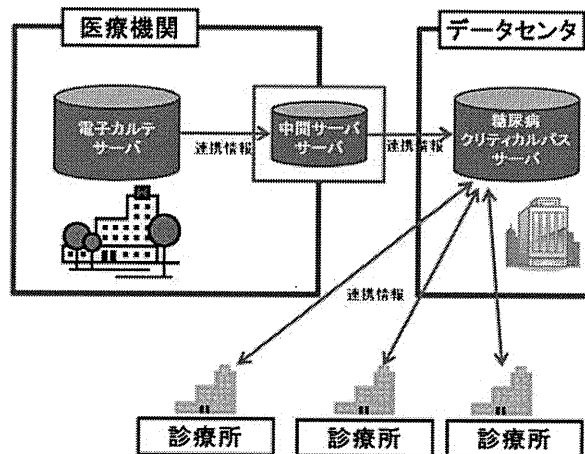 医療機関
データセンタ
電子カルテ
サーバ
連携情報
中間サーバ
サーバ
連携情報
糖尿病
クリティカルパス
サーバ
連携情報
診療所
診療所
診療所